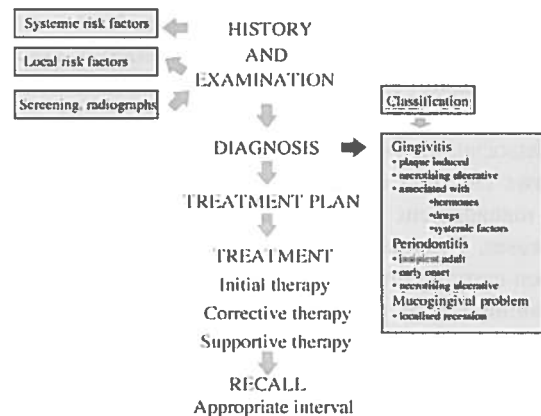 Systemic risk factors
Local risk factors
Screening, radiographs
HISTORY
AND
EXAMINATION
DIAGNOSIS
TREATMENT PLAN
TREATMENT
Initial therapy
Corrective therapy
Supportive therapy
RECALL
Appropriate interval
Classification
Gingivitis
• plaque induced
• necrotising ulcerative
• associated with
•hormones
•drugs
•systemic factors
Periodontitis
• incipient adult
• early onset
• necrotising ulcerative
Mucogingival problem
• localised recession